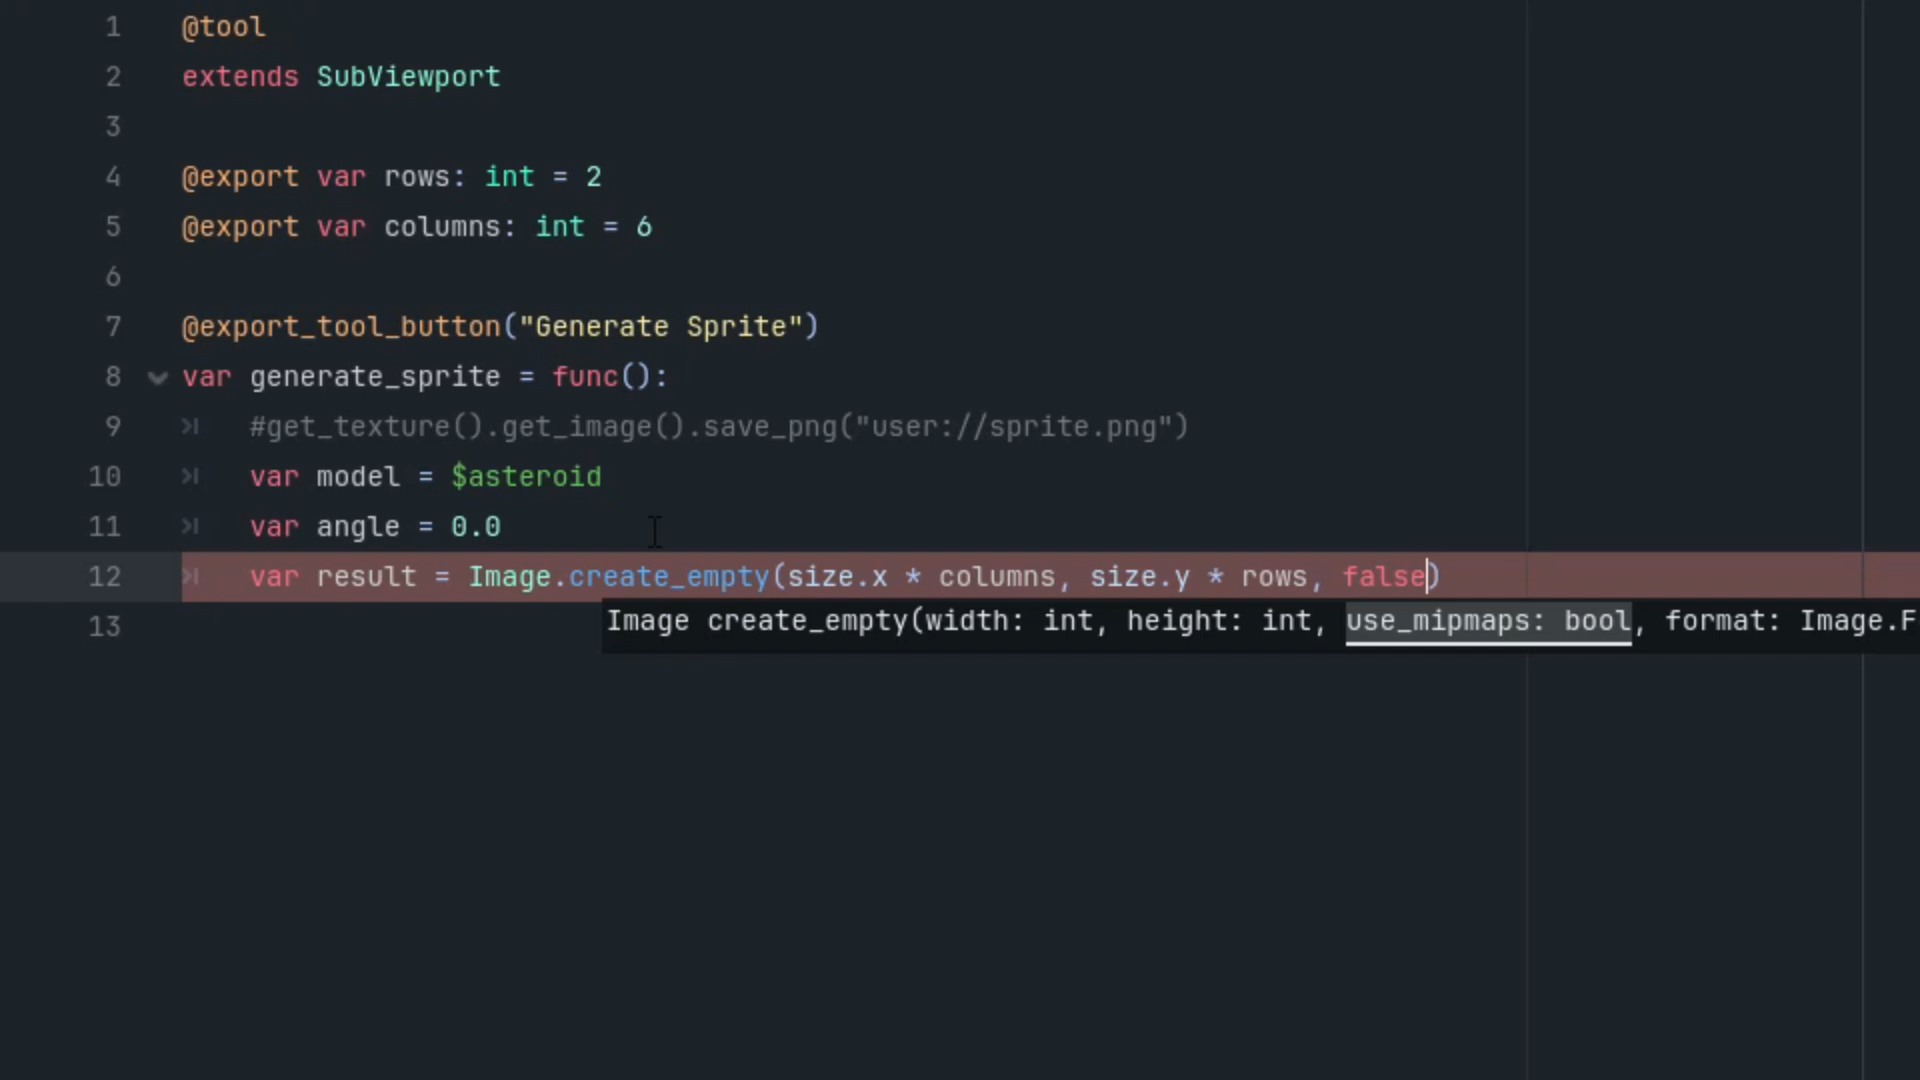 1 @tool
2 extends SubViewport
3
4 @export var rows: int = 2
5 @export var columns: int = 6
6
7 @export_tool_button("Generate Sprite")
8 var generate_sprite = func():
9 #get_texture().get_image().save_png("user://sprite.png")
10 var model = $asteroid
11 var angle = 0.0
12 var result = Image.create_empty(size.x * columns, size.y * rows, false)
Image create_empty(width: int, height: int, use_mipmaps: bool, format: Image.F
13